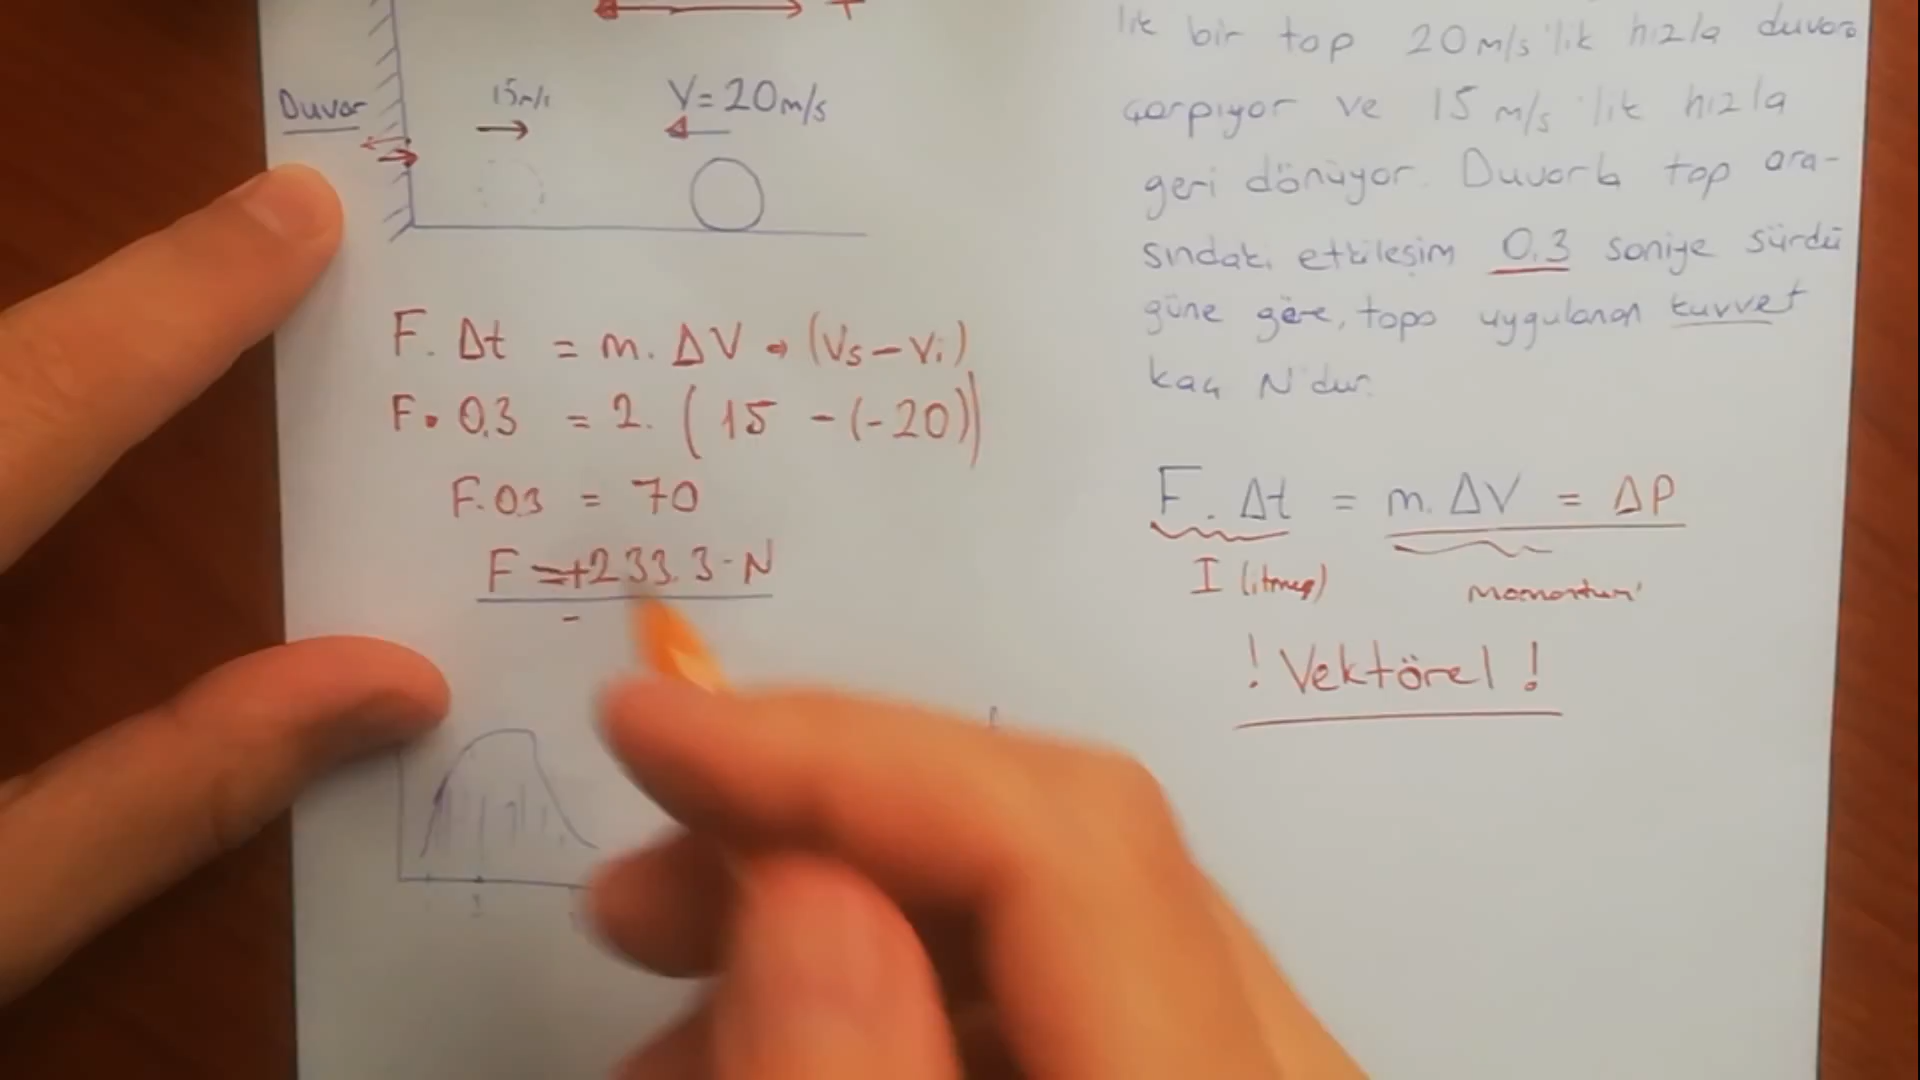 +
Duvar
15m/s
V=20m/s
F. Δt = m. ΔV → (Vs-Vi)
F. 0.3 = 2. ( 15 -(-20))
F. 0.3 = 70
F=+233.3 N
-
lik bir top 20m/s'lik hızla duvara
çarpıyor ve 15 m/s'lik hızla
geri dönüyor. Duvarla top ara-
sındaki etkileşim 0.3 saniye sürdü
güne göre, topa uygulanan kuvvet
kaç N'dur.
F. Δt = m. ΔV = ΔP
I (itme) momentum
! Vektörel !